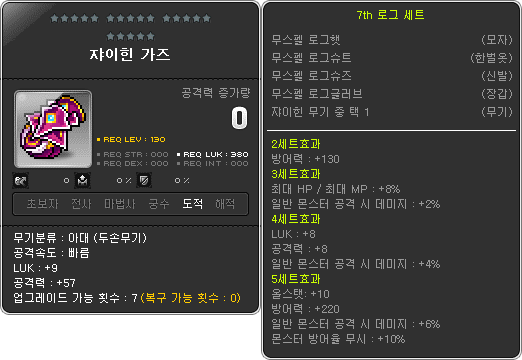 쟈이힌 가즈
공격력 증가량
0
REQ LEV : 130
REQ STR : 000 REQ LUK : 380
REQ DEX : 000 REQ INT : 000
0 0 % 0 %
초보자 전사 마법사 궁수 도적 해적
무기분류 : 아대 (두손무기)
공격속도 : 빠름
LUK : +9
공격력 : +57
업그레이드 가능 횟수 : 7 (복구 가능 횟수 : 0)
7th 로그 세트
무스펠 로그햇 (모자)
무스펠 로그슈트 (한벌옷)
무스펠 로그슈즈 (신발)
무스펠 로그글러브 (장갑)
쟈이힌 무기 중 택 1 (무기)
2세트효과
방어력 : +130
3세트효과
최대 HP / 최대 MP : +8%
일반 몬스터 공격 시 데미지 : +2%
4세트효과
LUK : +8
공격력 : +8
일반 몬스터 공격 시 데미지 : +4%
5세트효과
올스탯: +10
방어력 : +220
일반 몬스터 공격 시 데미지 : +6%
몬스터 방어율 무시 : +10%